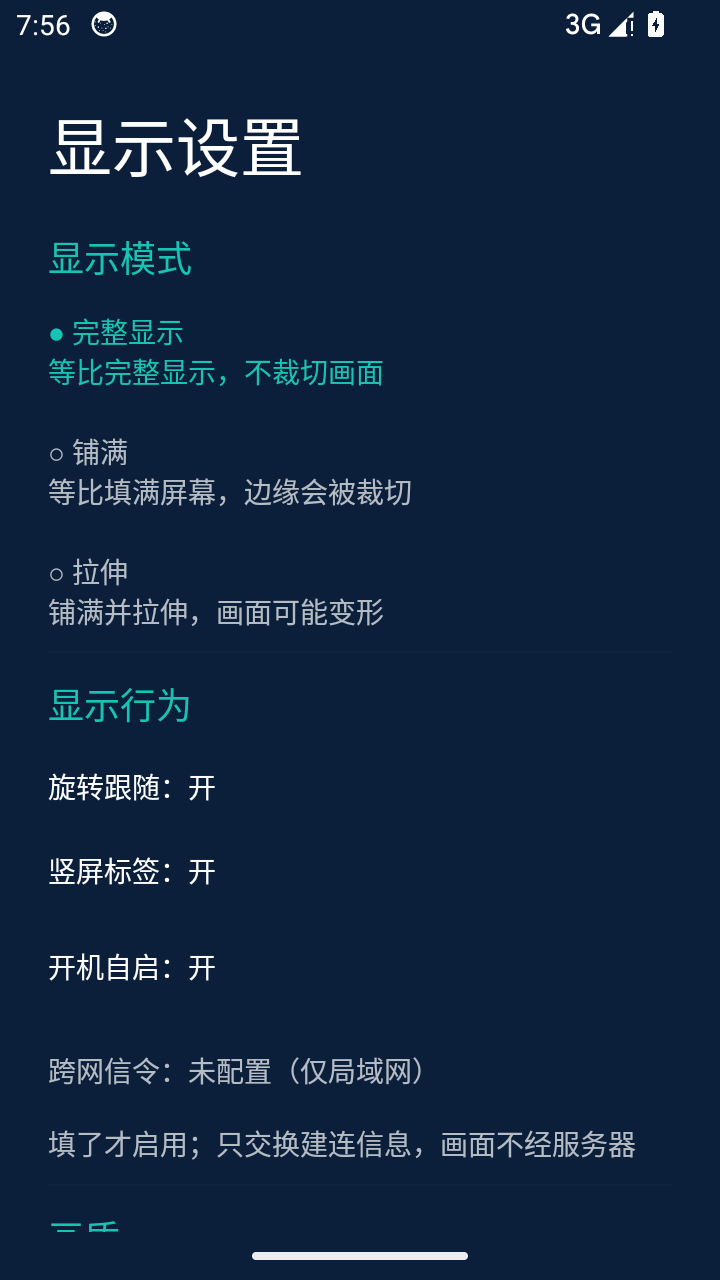 7:56
3G
显示设置
显示模式
● 完整显示
等比完整显示，不裁切画面
○ 铺满
等比填满屏幕，边缘会被裁切
○ 拉伸
铺满并拉伸，画面可能变形
显示行为
旋转跟随：开
竖屏标签：开
开机自启：开
跨网信令：未配置（仅局域网）
填了才启用；只交换建连信息，画面不经服务器